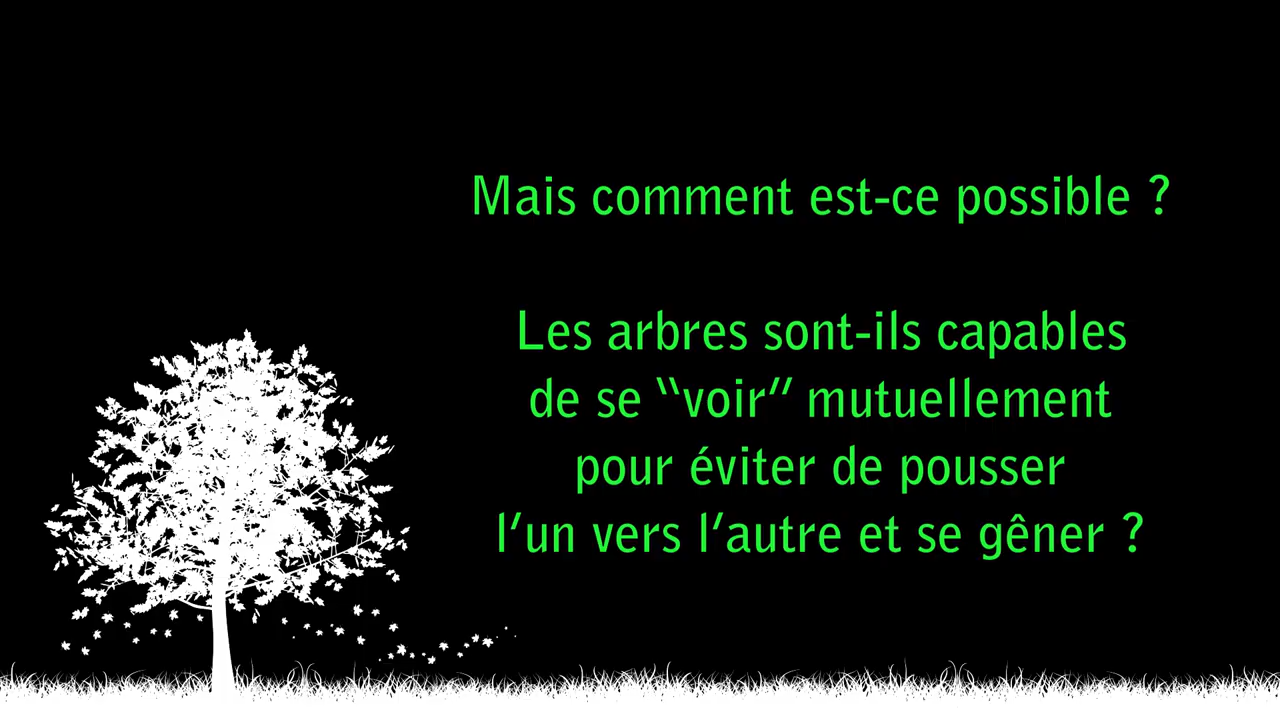 Mais comment est-ce possible ?
Les arbres sont-ils capables
de se “voir” mutuellement
pour éviter de pousser
l’un vers l’autre et se gêner ?